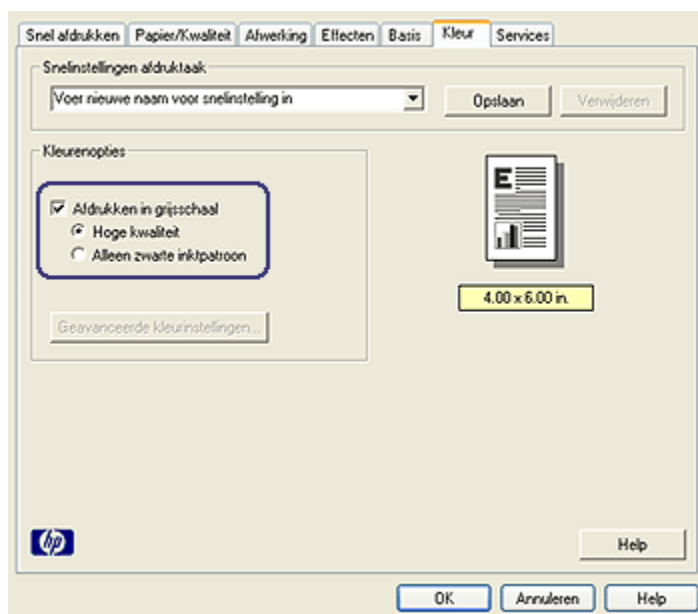 Snel afdrukken Papier/Kwaliteit Afwerking Effecten Basis Kleur Services
Snelinstellingen afdruktaak
Voer nieuwe naam voor snelinstelling in Opslaan Verwijderen
Kleurenopties
Afdrukken in grijsschaal
Hoge kwaliteit
Alleen zwarte inktpatroon
Geavanceerde kleurinstellingen...
E
4.00 x 6.00 in.
hp Help
OK Annuleren Help